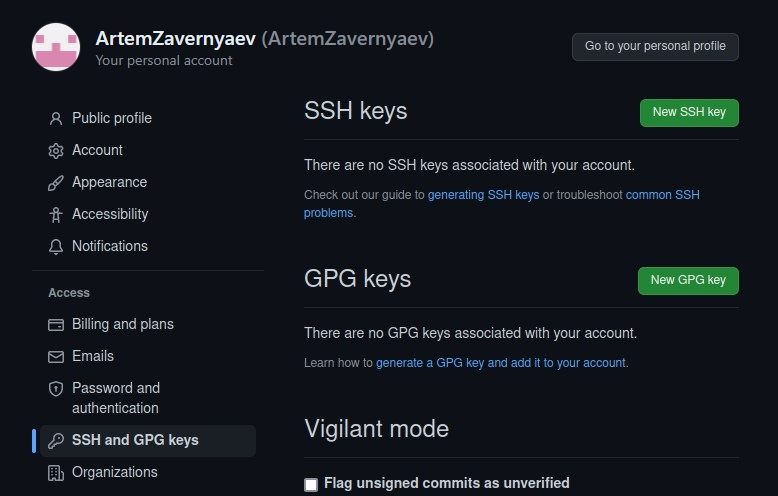 ArtemZavernyaev (ArtemZavernyaev)
Your personal account
Go to your personal profile
Public profile
Account
Appearance
Accessibility
Notifications
Access
Billing and plans
Emails
Password and
authentication
SSH and GPG keys
Organizations
SSH keys
New SSH key
There are no SSH keys associated with your account.
Check out our guide to generating SSH keys or troubleshoot common SSH
problems.
GPG keys
New GPG key
There are no GPG keys associated with your account.
Learn how to generate a GPG key and add it to your account.
Vigilant mode
Flag unsigned commits as unverified